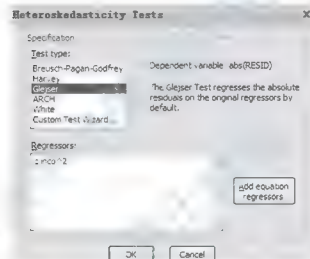 Heteroskedasticity Tests
x
Specification
Test type:
Breusch-Pagan-Godfrey
Harvey
Glejser
ARCH
White
Custom Test Wizard...
Dependent variable: abs(RESID)
The Glejser Test regresses the absolute
residuals on the original regressors by
default.
Regressors:
Add equation
regressors
OK
Cancel